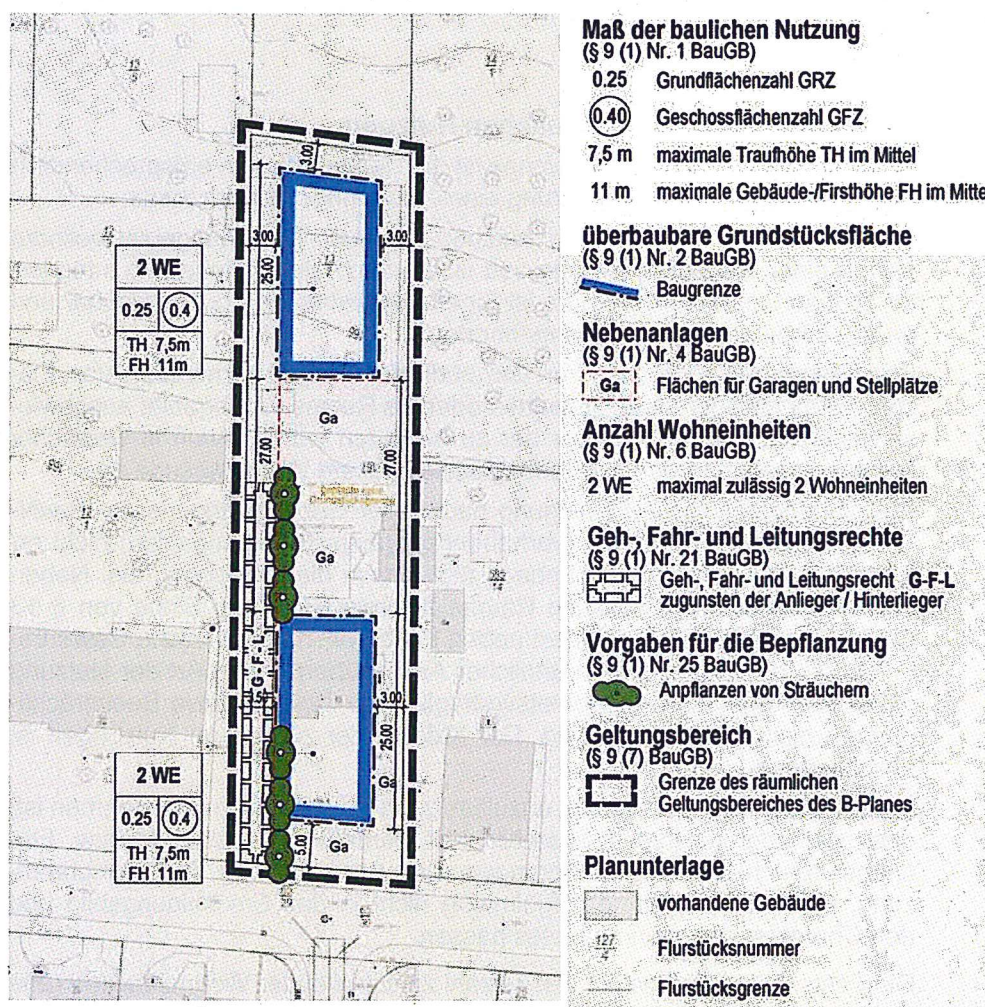 Maß der baulichen Nutzung
(§ 9 (1) Nr. 1 BauGB)
0.25 Grundflächenzahl GRZ
0.40 Geschossflächenzahl GFZ
7,5 m maximale Traufhöhe TH im Mittel
11 m maximale Gebäude-/Firsthöhe FH im Mitte
überbaubare Grundstücksfläche
(§ 9 (1) Nr. 2 BauGB)
Baugrenze
Nebenanlagen
(§ 9 (1) Nr. 4 BauGB)
Ga Flächen für Garagen und Stellplätze
Anzahl Wohneinheiten
(§ 9 (1) Nr. 6 BauGB)
2 WE maximal zulässig 2 Wohneinheiten
Geh-, Fahr- und Leitungsrechte
(§ 9 (1) Nr. 21 BauGB)
Geh-, Fahr- und Leitungsrecht G-F-L
zugunsten der Anlieger / Hinterlieger
Vorgaben für die Bepflanzung
(§ 9 (1) Nr. 25 BauGB)
Anpflanzen von Sträuchern
Geltungsbereich
(§ 9 (7) BauGB)
Grenze des räumlichen
Geltungsbereiches des B-Planes
Planunterlage
vorhandene Gebäude
127
4
Flurstücksnummer
Flurstücksgrenze
3.00
3.00
3.00
25.00
2 WE
0.25 0.4
TH 7,5m
FH 11m
Ga
27.00
27.00
Ga
G - F - L
3.00
25.00
2 WE
0.25 0.4
TH 7,5m
FH 11m
Ga
5.00
Ga